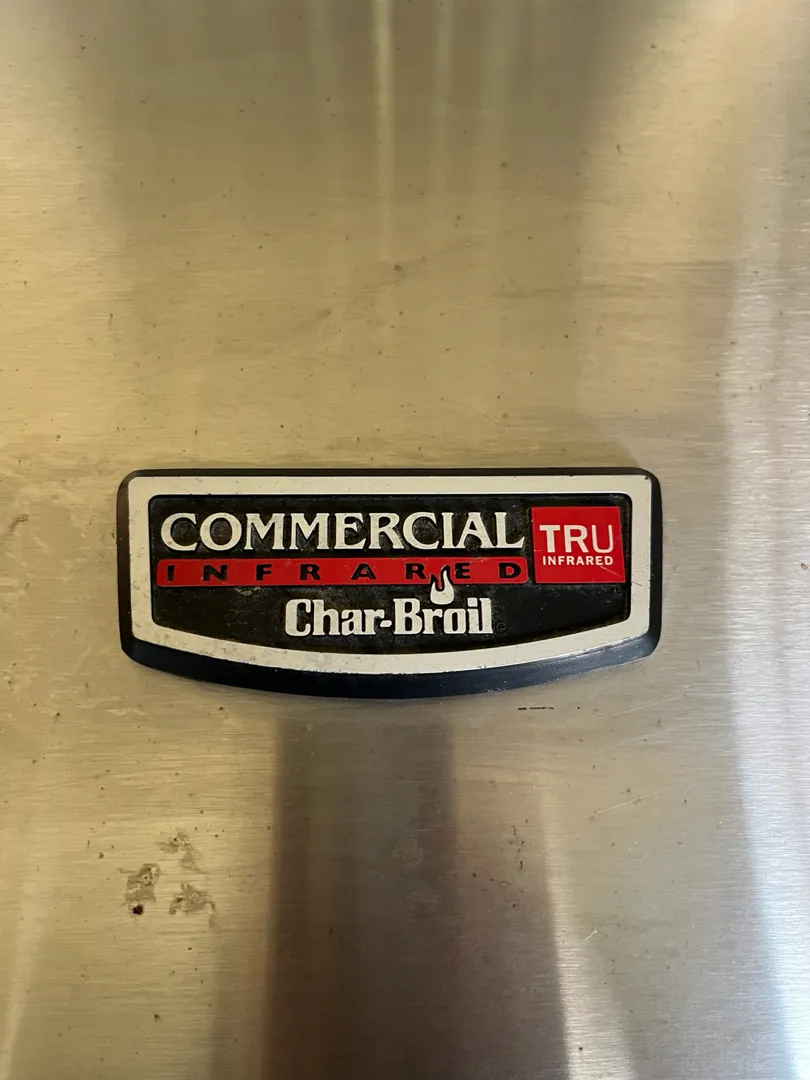 COMMERCIAL
INFRARED
TRU
INFRARED
Char-Broil